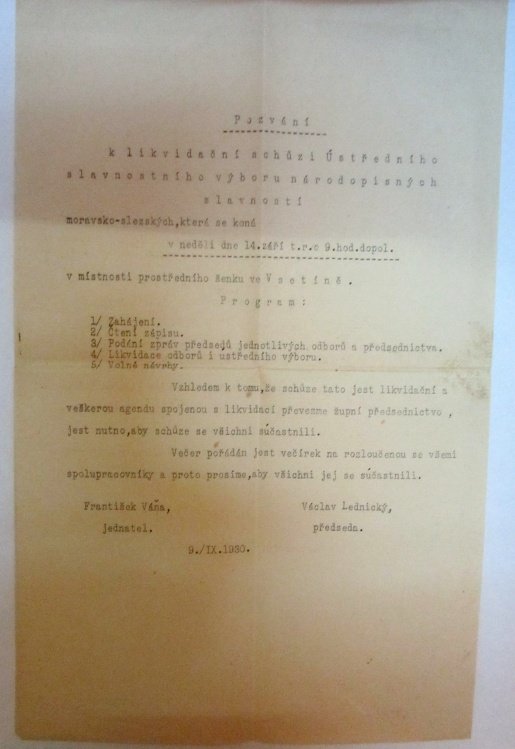 Pozvání
k likvidační schůzi Ústředního
slavnostního výboru národopisných
slavností
moravsko-slezských,která se koná
v neděli dne 14.září t.r.o 9.hod.dopol.
v místnosti prostředního šenku ve Vsetíně.
Program:
1/ Zahájení.
2/ Čtení zápisu.
3/ Podání zpráv předsedů jednotlivých odborů a předsednictva.
4/ Likvidace odborů i ustředního výboru.
5/ Volné návrhy.
Vzhledem k tomu,že schůze tato jest likvidační a
veškerou agendu spojenou s likvidací převezme župní předsednictvo,
jest nutno,aby schůze se všichni súčastnili.
Večer pořádán jest večírek na rozloučenou se všemi
spolupracovníky a proto prosíme,aby všichni jej se súčastnili.
František Váňa, Václav Lednický,
jednatel. předseda.
9./IX.1930.